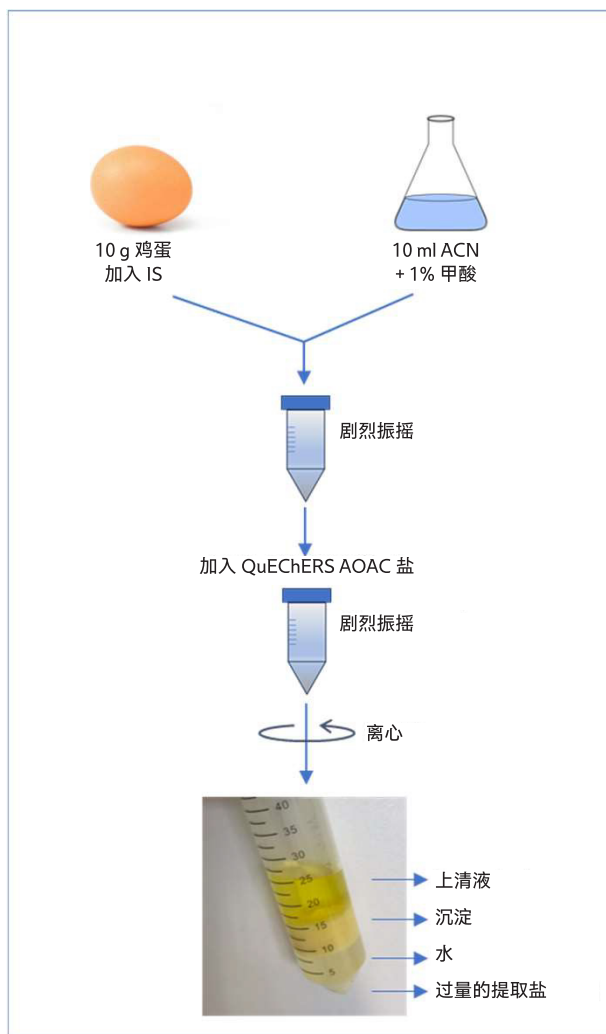 10 g 鸡蛋
加入 IS
10 ml ACN
+ 1% 甲酸
剧烈振摇
加入 QuEChERS AOAC 盐
剧烈振摇
离心
40
35
30
25
20
15
10
5
上清液
沉淀
水
过量的提取盐